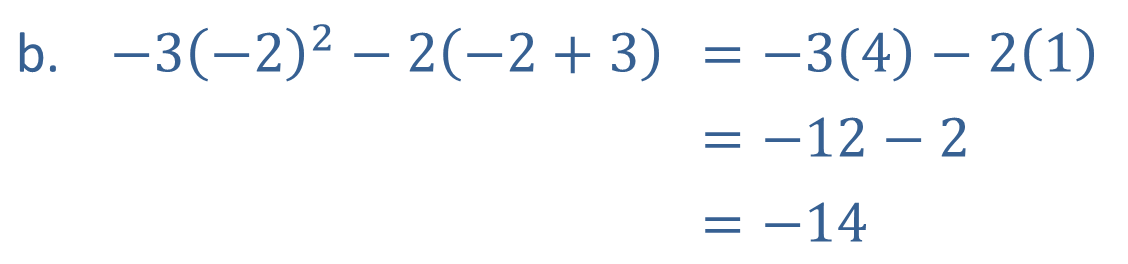 b. −3(−2)² − 2(−2 + 3) = −3(4) − 2(1)
= −12 − 2
= −14